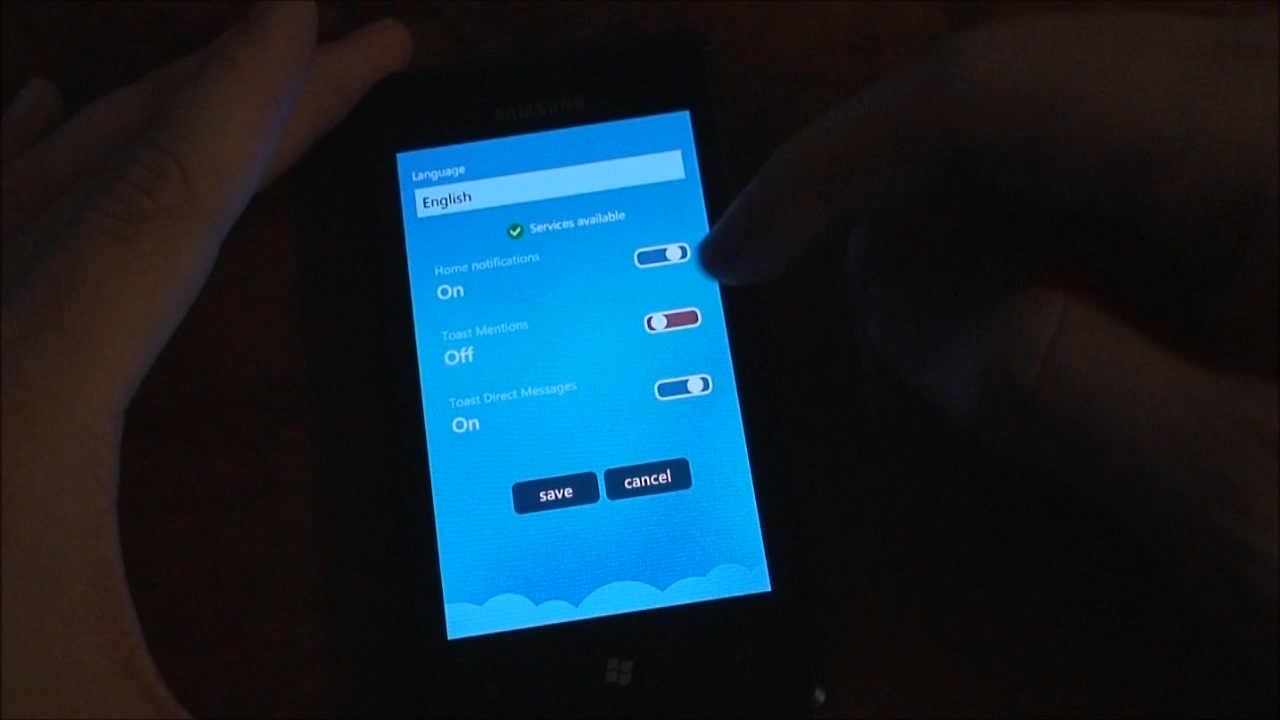 SAMSUNG
Language
English
Services available
Home notifications
On
Toast Mentions
Off
Toast Direct Messages
On
save cancel